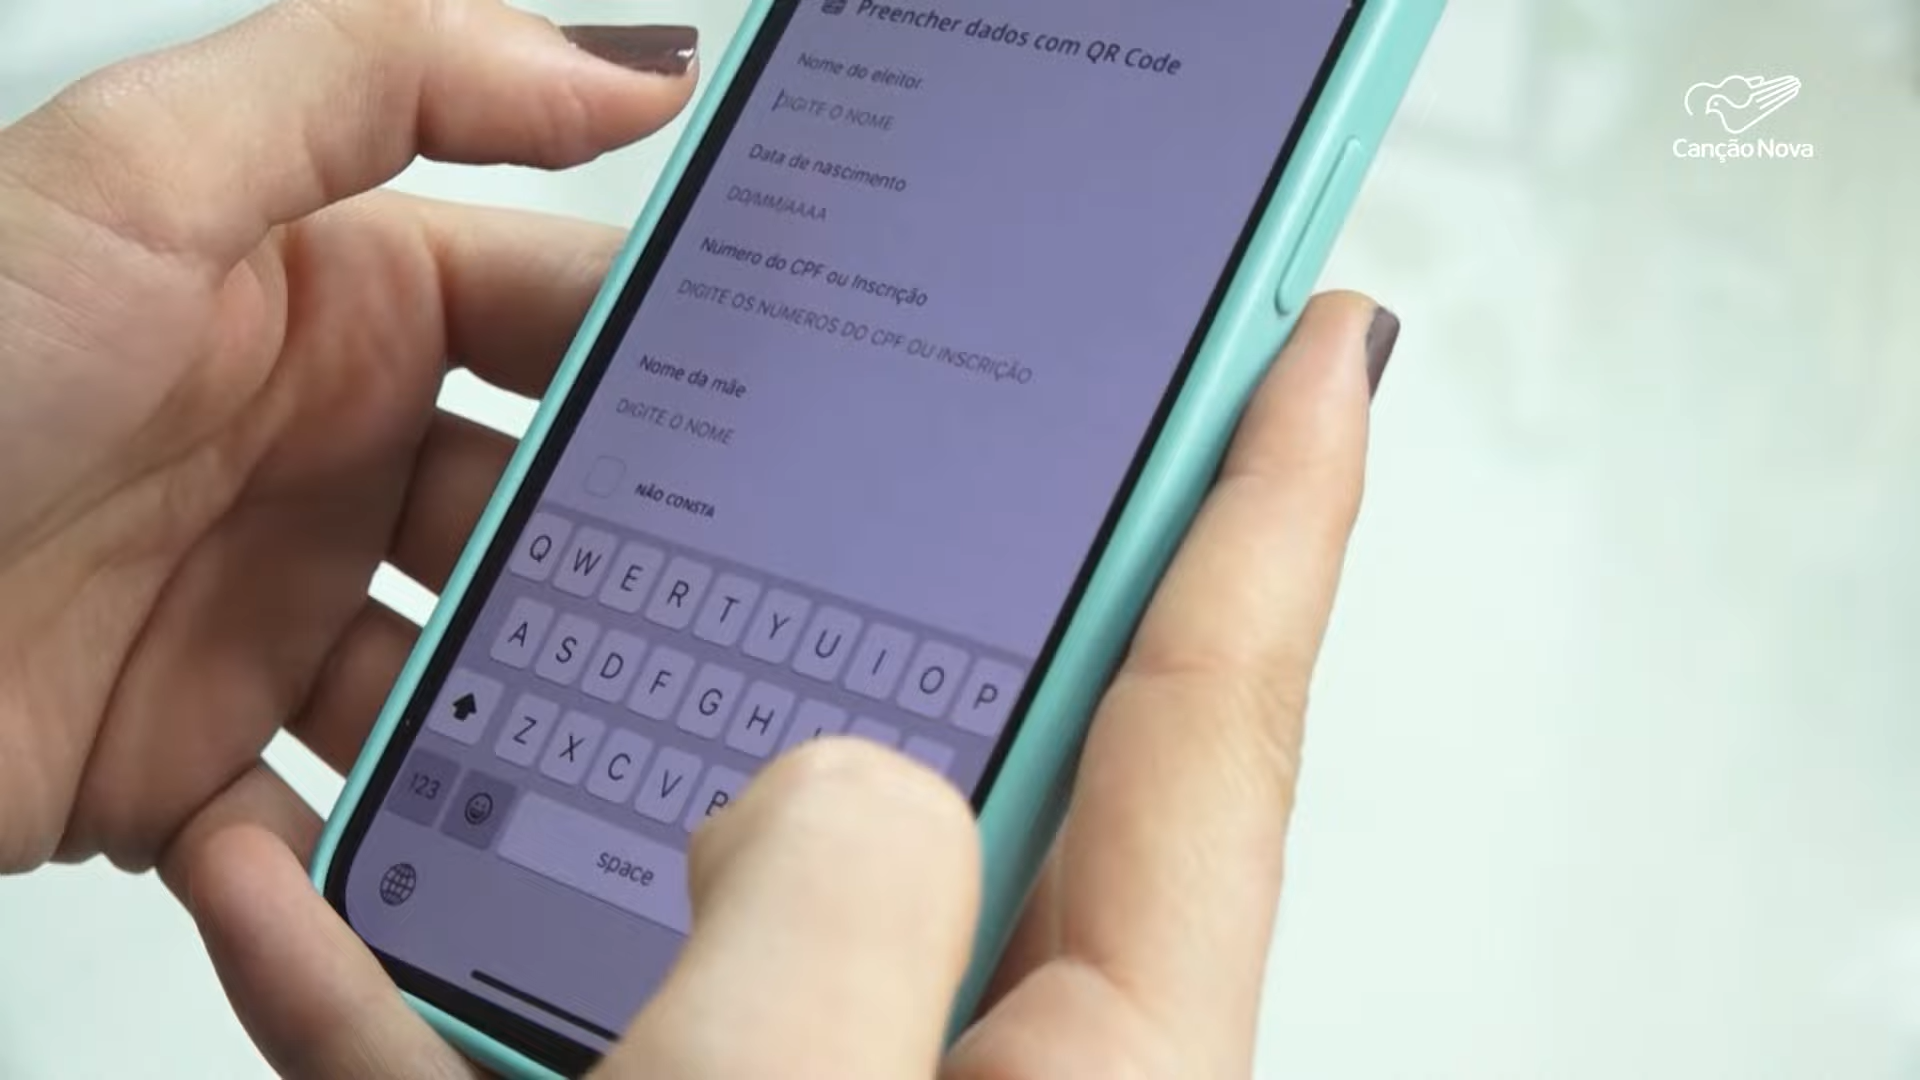 Preencher dados com QR Code
Nome do eleitor
DIGITE O NOME
Data de nascimento
DD/MM/AAAA
Número do CPF ou Inscrição
DIGITE OS NÚMEROS DO CPF OU INSCRIÇÃO
Nome da mãe
DIGITE O NOME
NÃO CONSTA
Q W E R T Y U I O P
A S D F G H
Z X C V B
123
space
Canção Nova